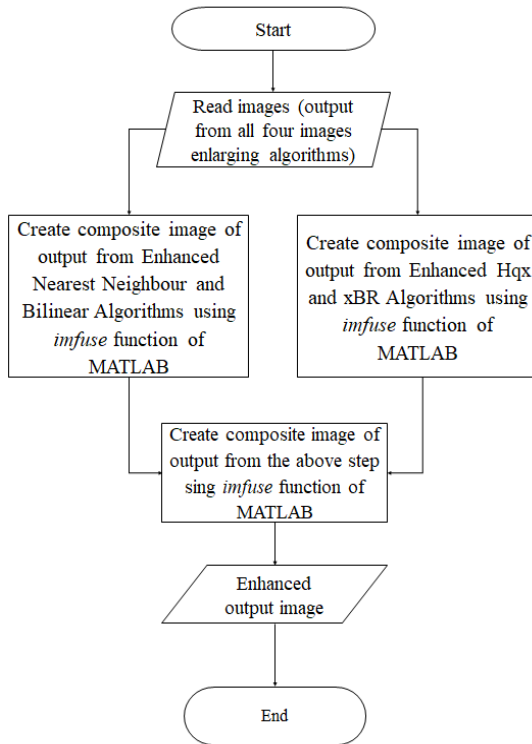 Start
Read images (output
from all four images
enlarging algorithms)
Create composite image of
output from Enhanced
Nearest Neighbour and
Bilinear Algorithms using
imfuse function of
MATLAB
Create composite image of
output from Enhanced Hqx
and xBR Algorithms using
imfuse function of
MATLAB
Create composite image of
output from the above step
sing imfuse function of
MATLAB
Enhanced
output image
End